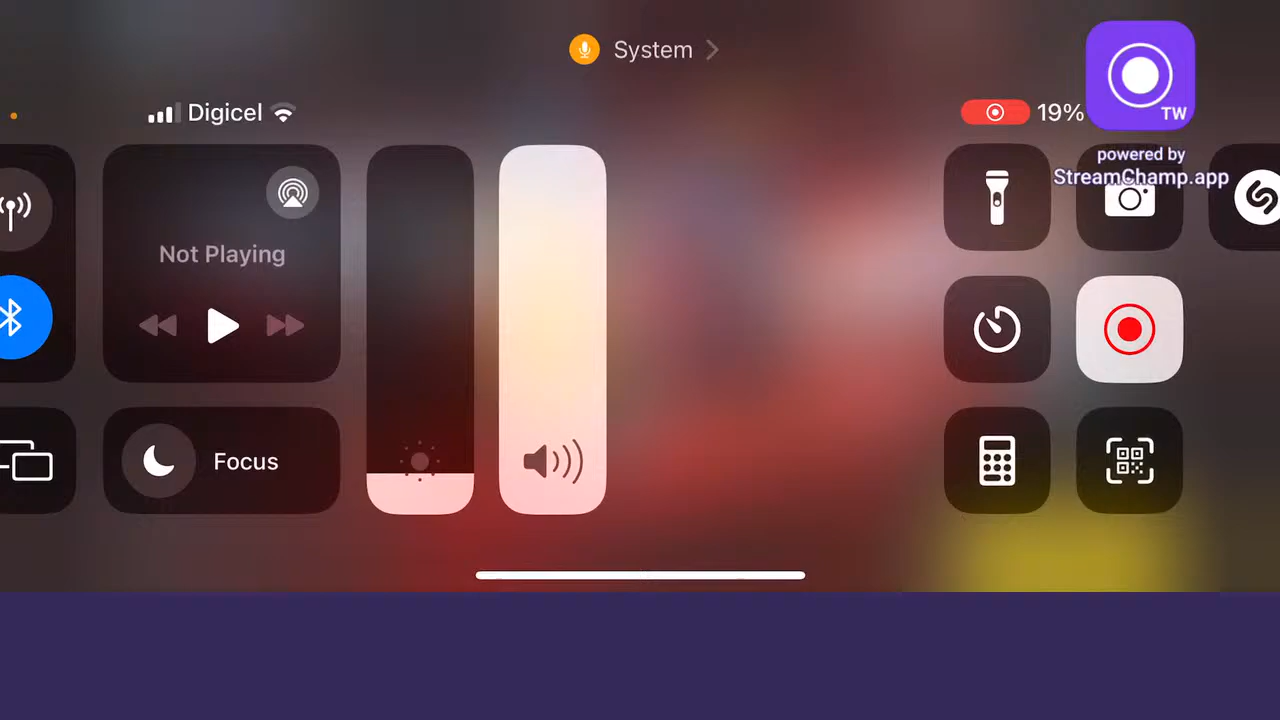 System
Digicel
19%
TW
powered by
StreamChamp.app
Not Playing
Focus